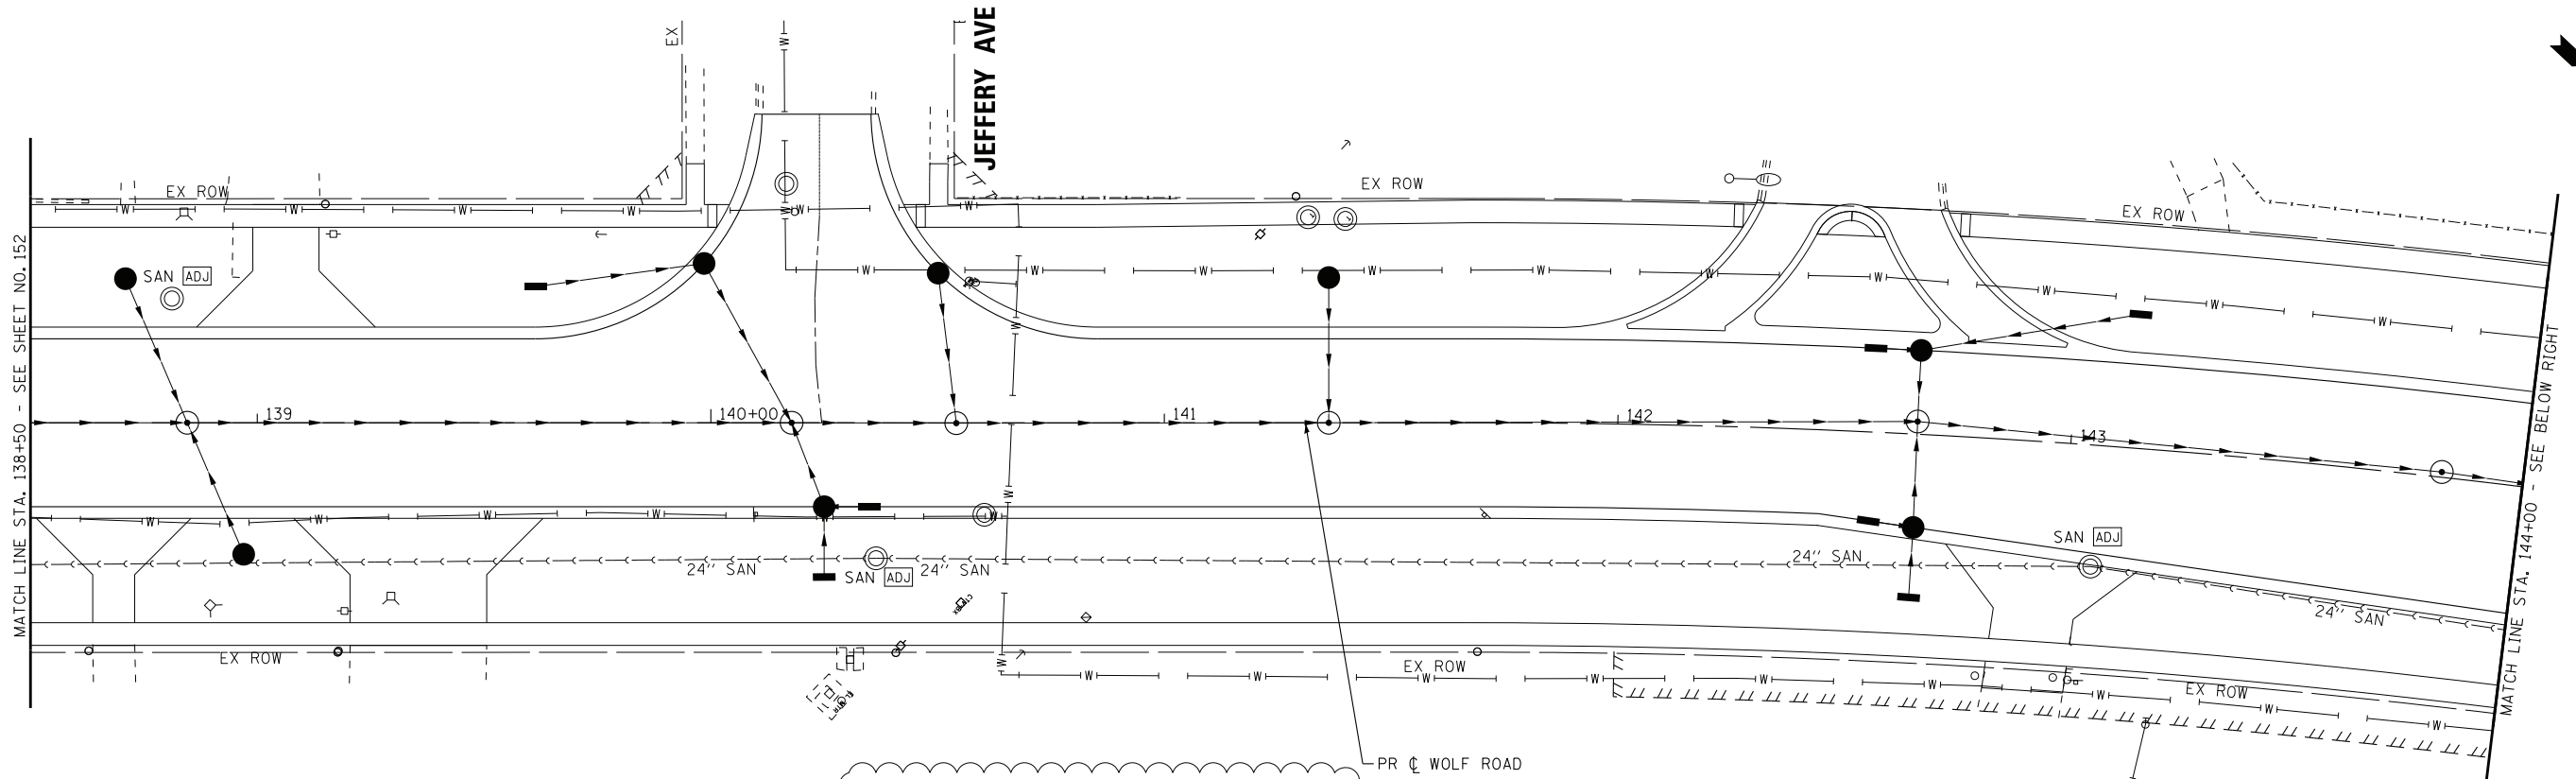 JEFFERY AVE
EX
W
EX ROW
EX ROW
EX ROW
W W W W W W W
SAN ADJ
W W W W W W W W W W
MATCH LINE STA. 138+50 - SEE SHEET NO. 152
139
140+00
141
142
143
MATCH LINE STA. 144+00 - SEE BELOW RIGHT
W W W W W W
24'' SAN
SAN ADJ
24'' SAN
24'' SAN
SAN ADJ
24'' SAN
EX ROW
EX ROW
EX ROW
W W W W W W W W W
PR ℄ WOLF ROAD